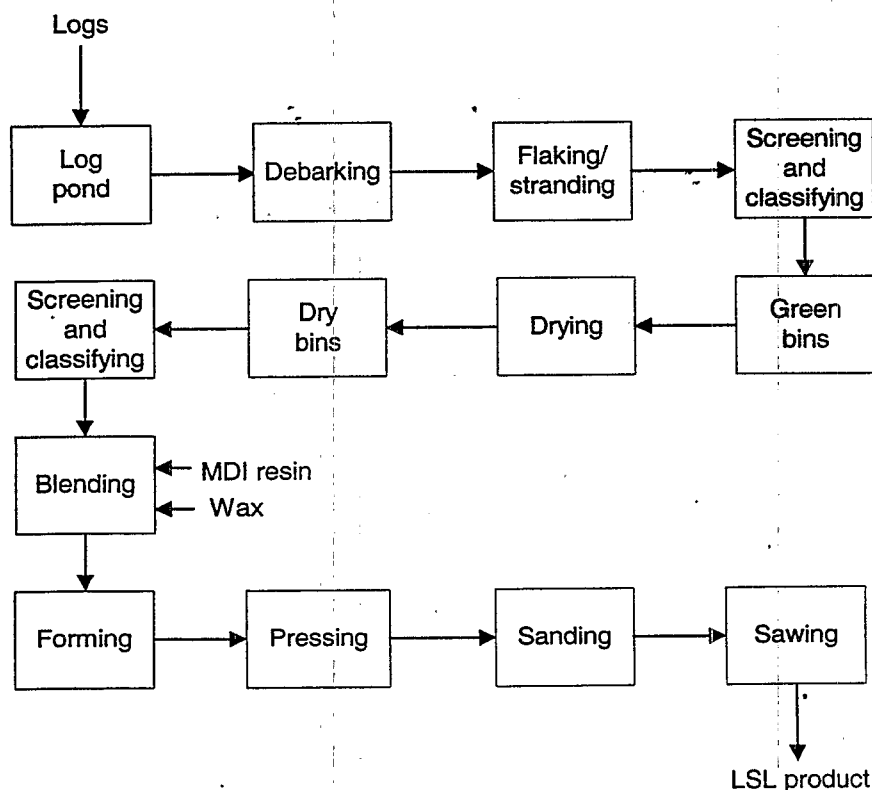 Logs
Log
pond
Debarking
Flaking/
stranding
Screening
and
classifying
Green
bins
Drying
Dry
bins
Screening
and
classifying
Blending
MDI resin
Wax
Forming
Pressing
Sanding
Sawing
LSL product